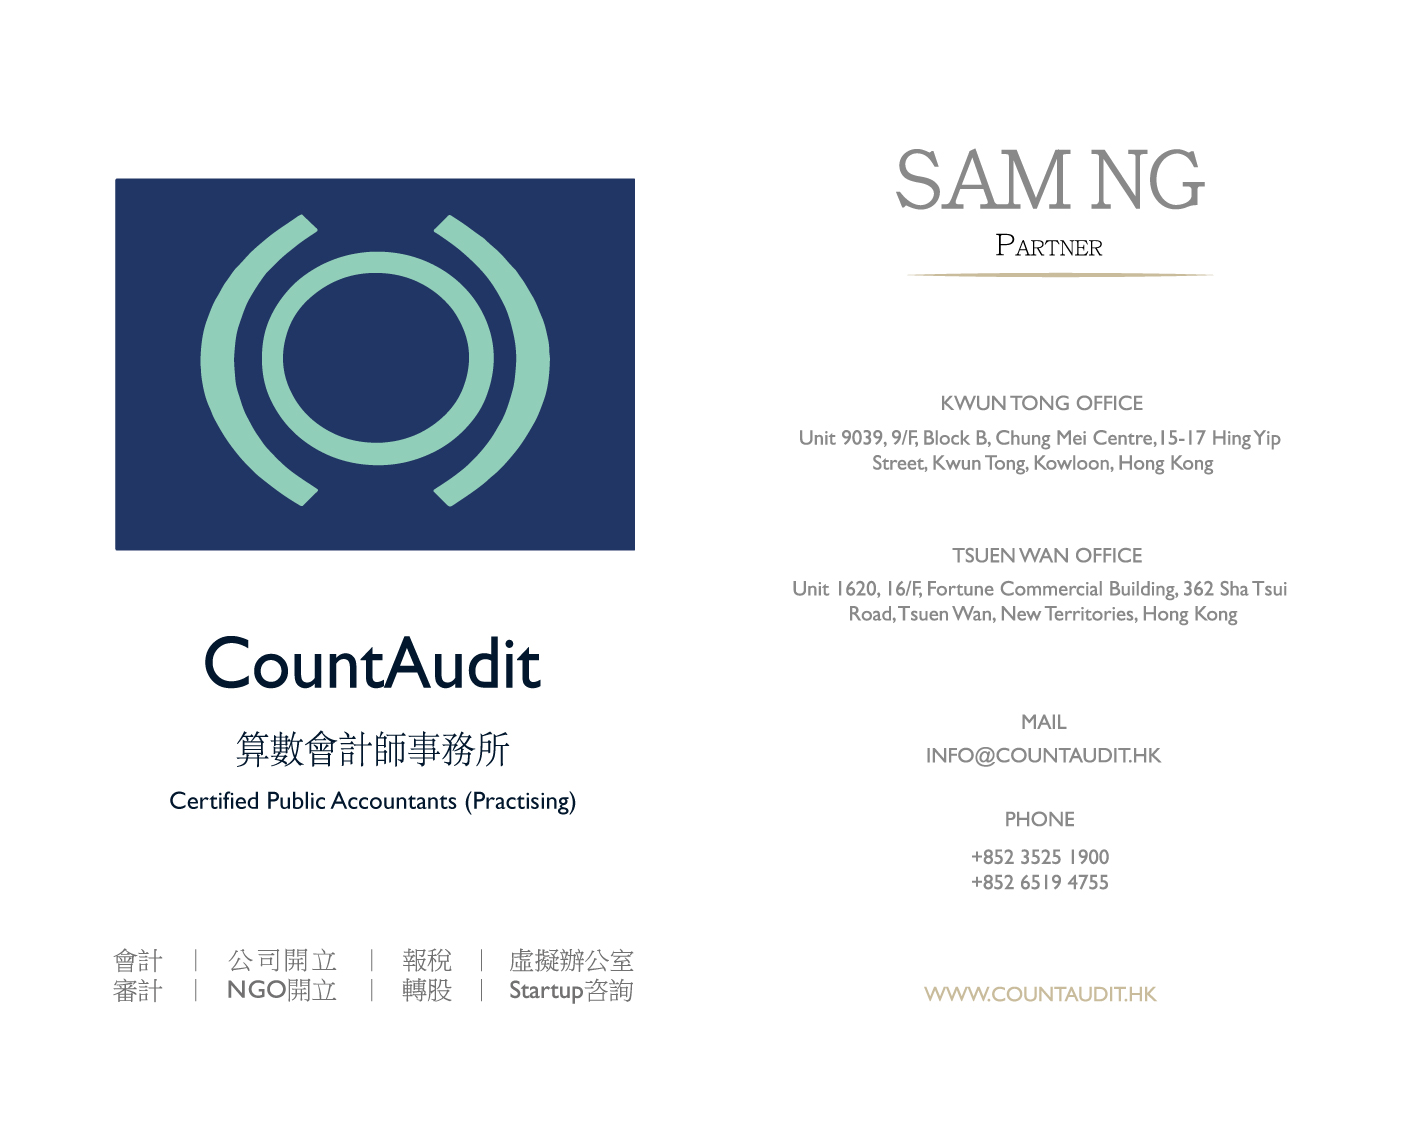 CountAudit
算數會計師事務所
Certified Public Accountants (Practising)
會計 | 公司開立 | 報稅 | 虛擬辦公室
審計 | NGO開立 | 轉股 | Startup咨詢
SAM NG
PARTNER
KWUN TONG OFFICE
Unit 9039, 9/F, Block B, Chung Mei Centre,15-17 Hing Yip
Street, Kwun Tong, Kowloon, Hong Kong
TSUEN WAN OFFICE
Unit 1620, 16/F, Fortune Commercial Building, 362 Sha Tsui
Road, Tsuen Wan, New Territories, Hong Kong
MAIL
INFO@COUNTAUDIT.HK
PHONE
+852 3525 1900
+852 6519 4755
WWW.COUNTAUDIT.HK